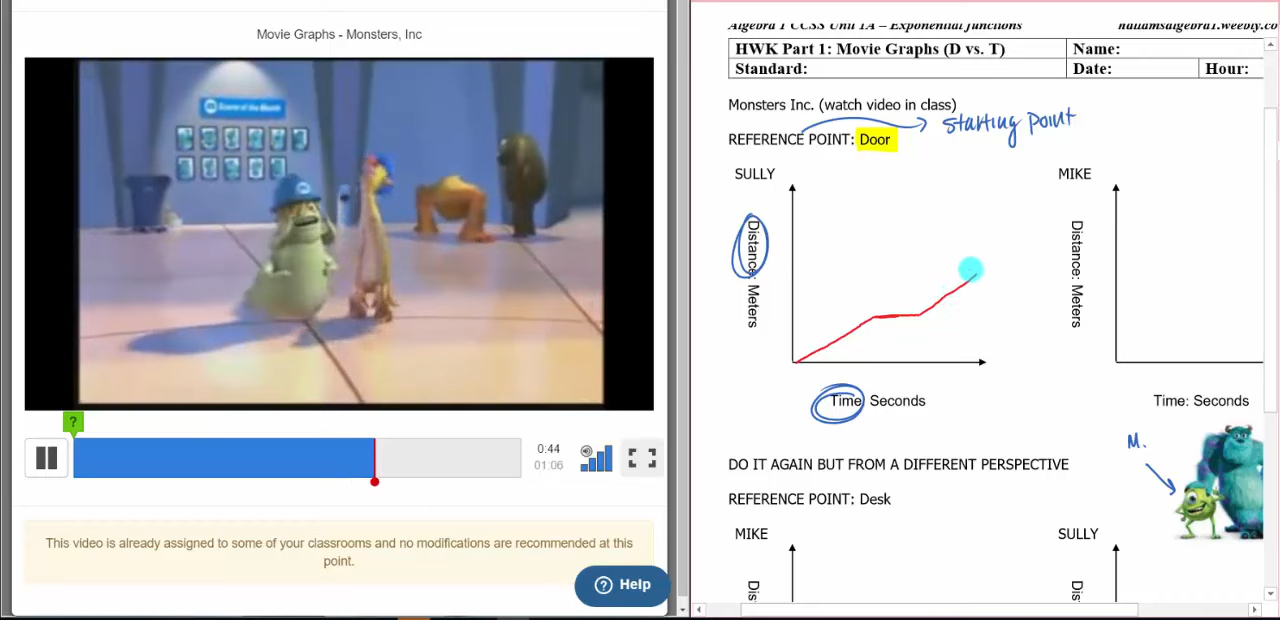 Movie Graphs - Monsters, Inc
?
0:44
01:06
This video is already assigned to some of your classrooms and no modifications are recommended at this
point.
? Help
Algebra 1 CCSS Unit 1A – Exponential functions
HWK Part 1: Movie Graphs (D vs. T) Name:
Standard: Date: Hour:
Monsters Inc. (watch video in class)
starting point
REFERENCE POINT: Door
SULLY
MIKE
Distance: Meters
Distance: Meters
Time: Seconds
Time: Seconds
M.
DO IT AGAIN BUT FROM A DIFFERENT PERSPECTIVE
REFERENCE POINT: Desk
MIKE
SULLY
Dis
Dis